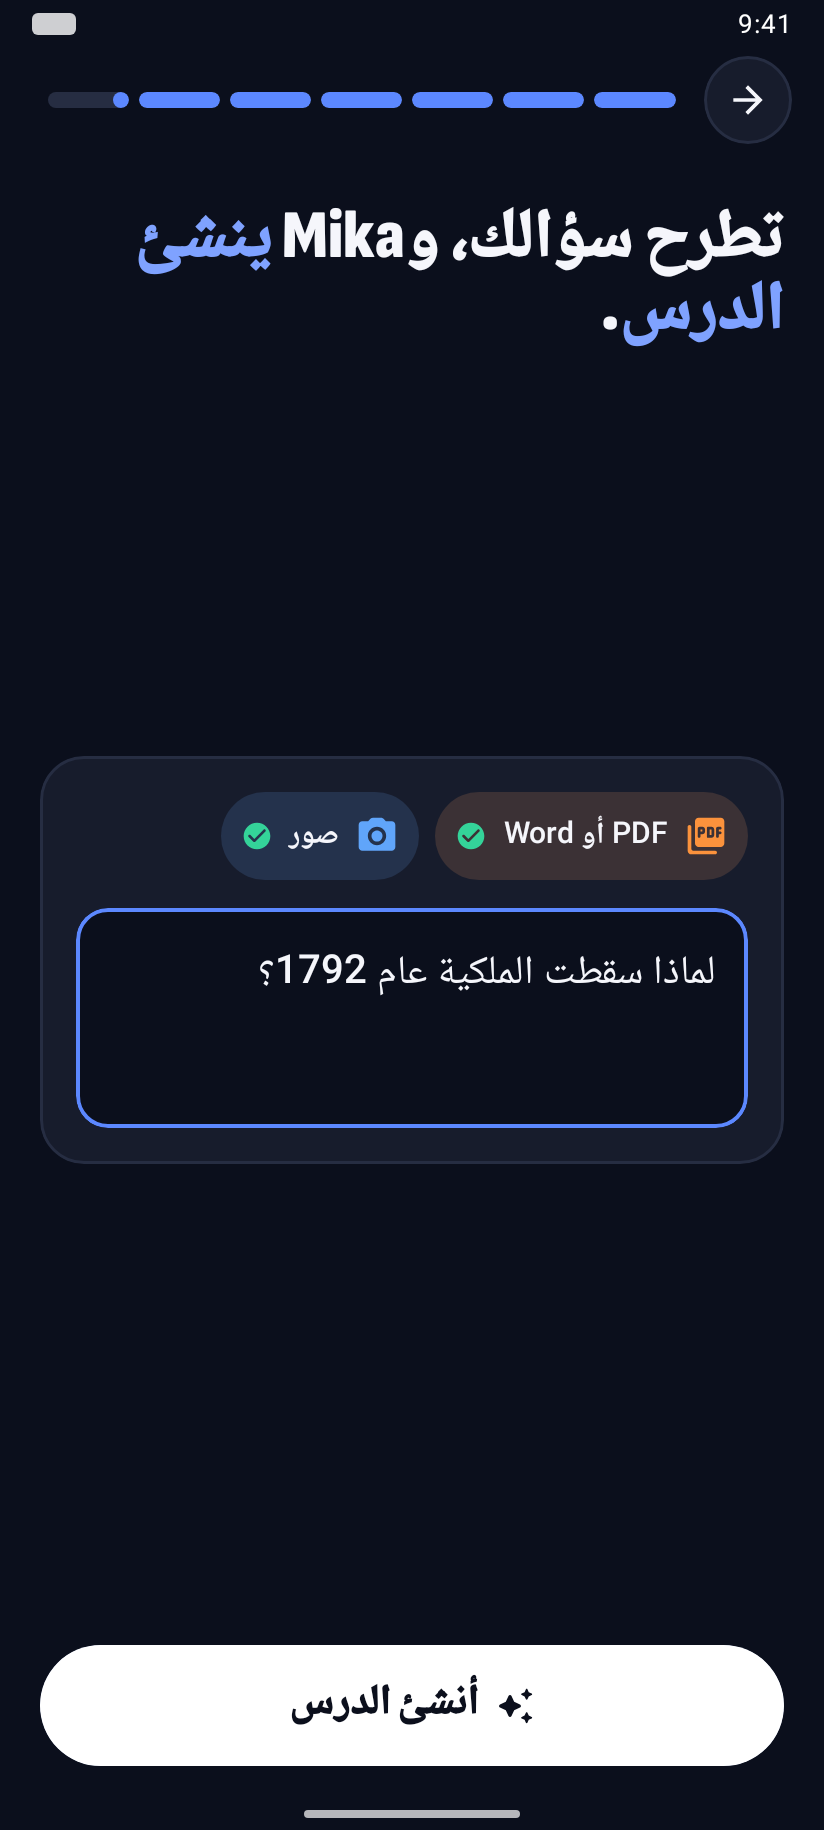 9:41
تطرح سؤالك، وMika ينشئ
الدرس.
PDF أو Word
صور
لماذا سقطت الملكية عام 1792؟
أنشئ الدرس